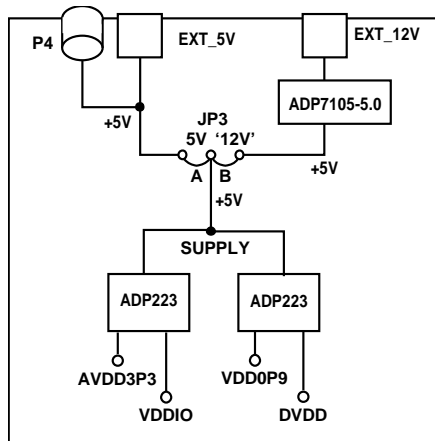 P4
EXT_5V
EXT_12V
ADP7105-5.0
+5V
JP3
5V '12V'
A B
+5V
+5V
SUPPLY
ADP223
ADP223
AVDD3P3
VDD0P9
VDDIO
DVDD